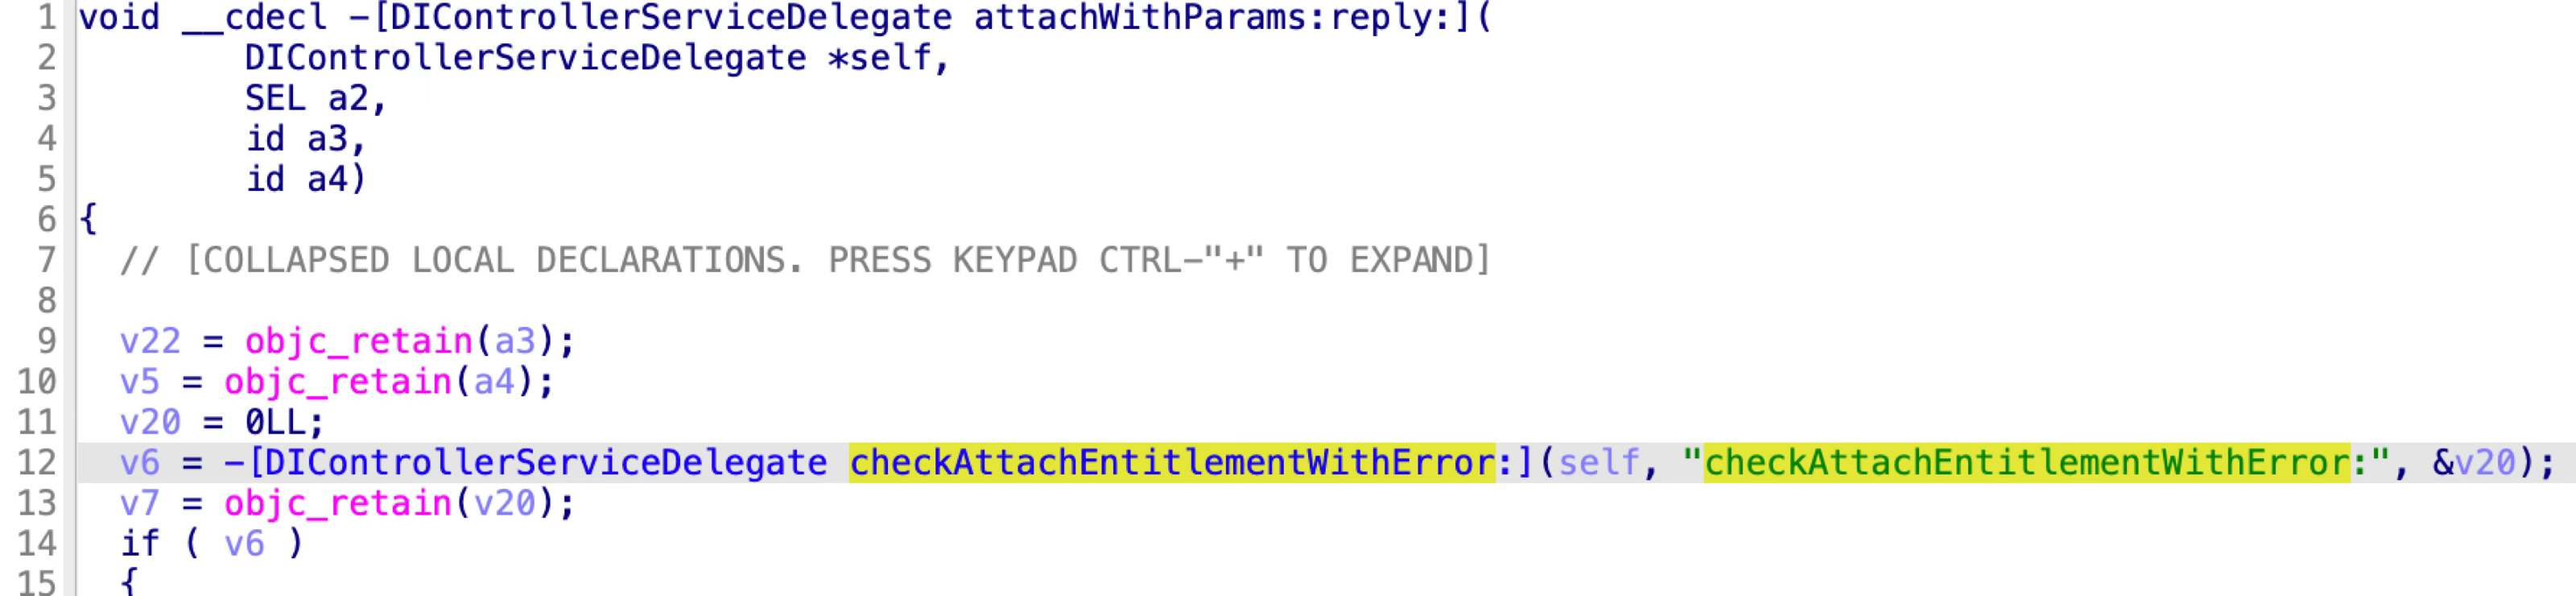 1 void __cdecl -[DIControllerServiceDelegate attachWithParams:reply:](
2 DIControllerServiceDelegate *self,
3 SEL a2,
4 id a3,
5 id a4)
6 {
7 // [COLLAPSED LOCAL DECLARATIONS. PRESS KEYPAD CTRL-"+" TO EXPAND]
8
9 v22 = objc_retain(a3);
10 v5 = objc_retain(a4);
11 v20 = 0LL;
12 v6 = -[DIControllerServiceDelegate checkAttachEntitlementWithError:](self, "checkAttachEntitlementWithError:", &v20);
13 v7 = objc_retain(v20);
14 if ( v6 )
15 {